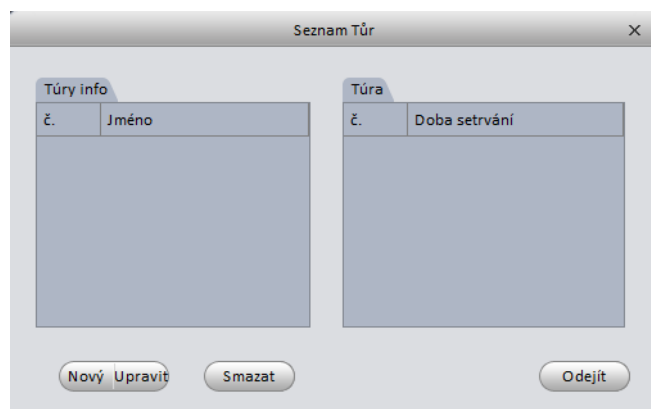 Seznam Tůr
Túry info
Túra
č. Jméno
č. Doba setrvání
Nový Upravit Smazat Odejít